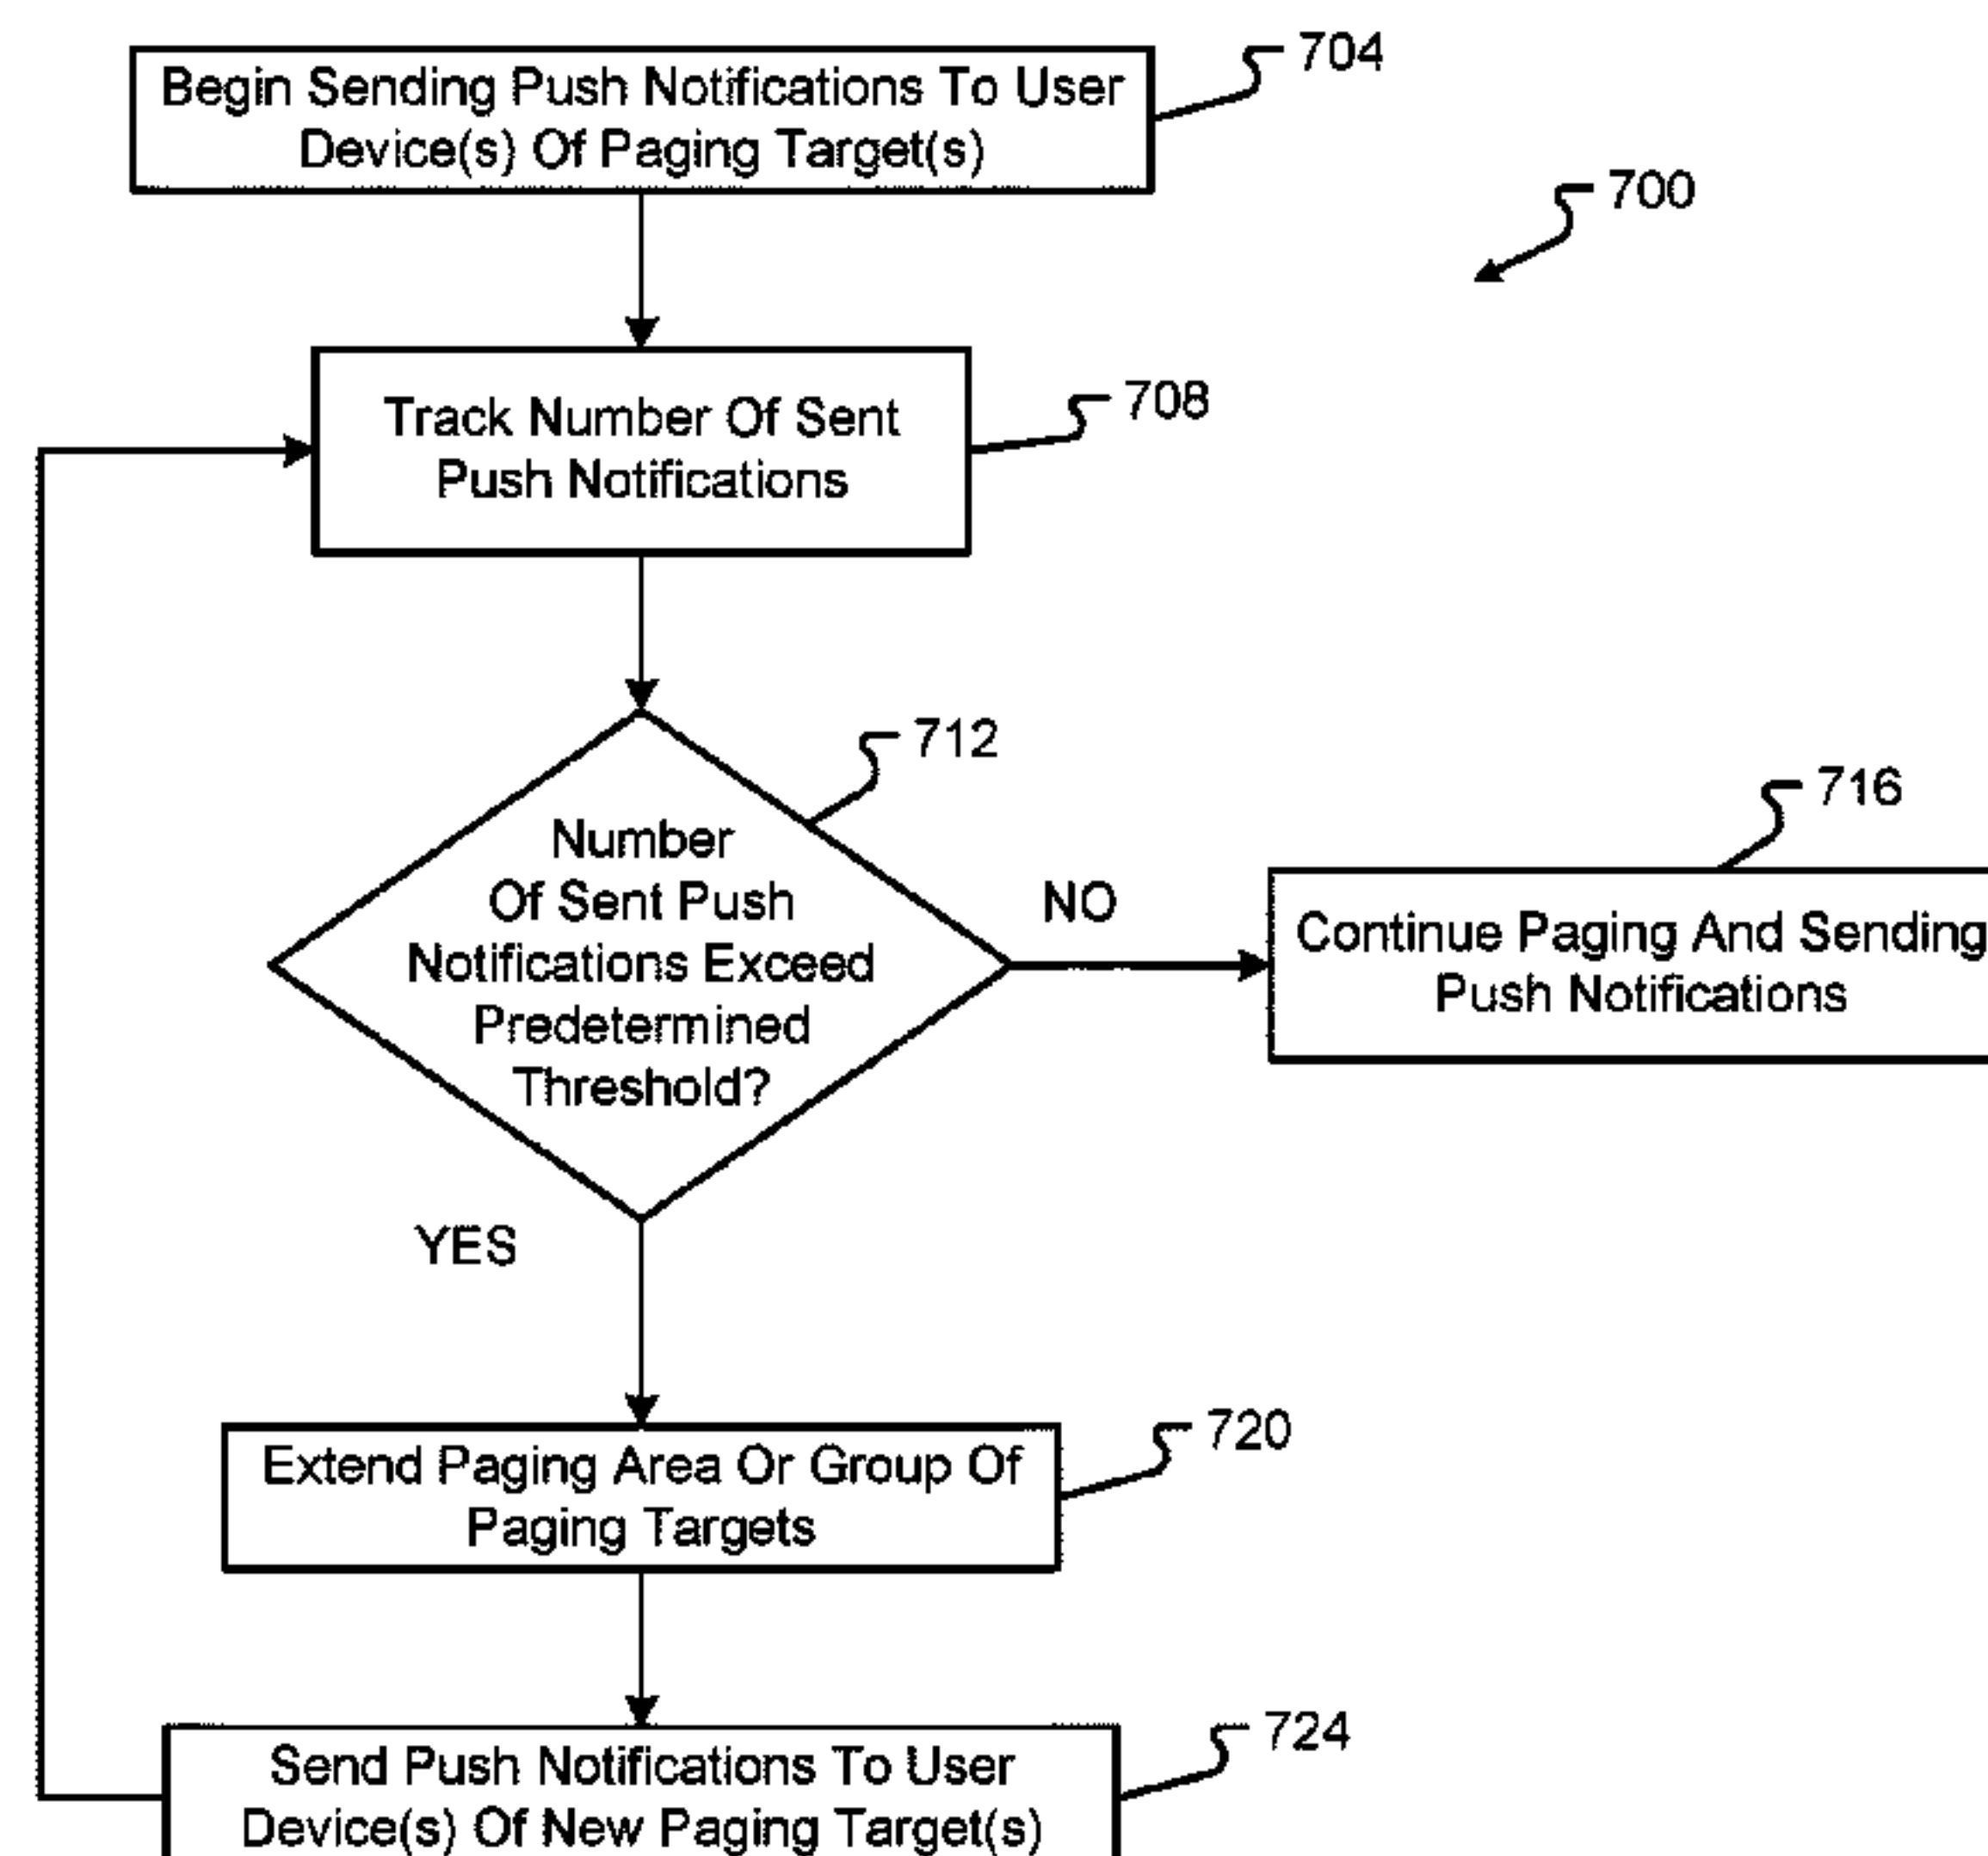 Begin Sending Push Notifications To User
Device(s) Of Paging Target(s)
704
700
Track Number Of Sent
Push Notifications
708
712
Number
Of Sent Push
Notifications Exceed
Predetermined
Threshold?
NO
716
Continue Paging And Sending
Push Notifications
YES
Extend Paging Area Or Group Of
Paging Targets
720
Send Push Notifications To User
Device(s) Of New Paging Target(s)
724